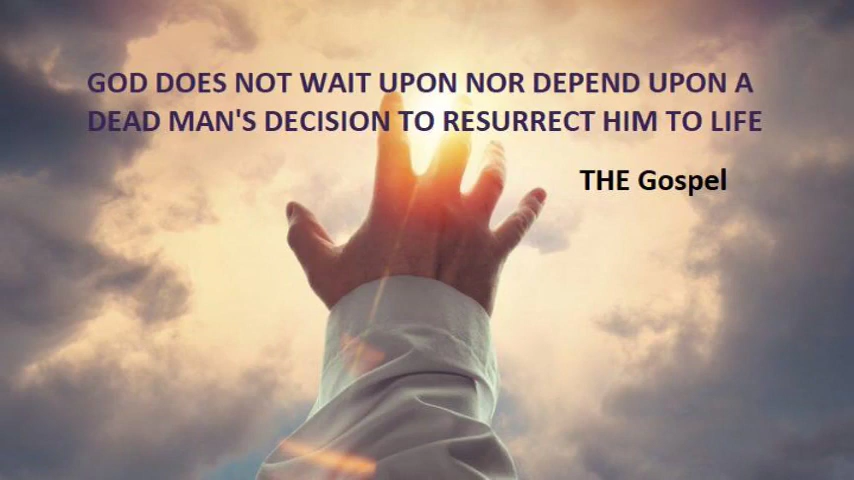 GOD DOES NOT WAIT UPON NOR DEPEND UPON A
DEAD MAN'S DECISION TO RESURRECT HIM TO LIFE
THE Gospel